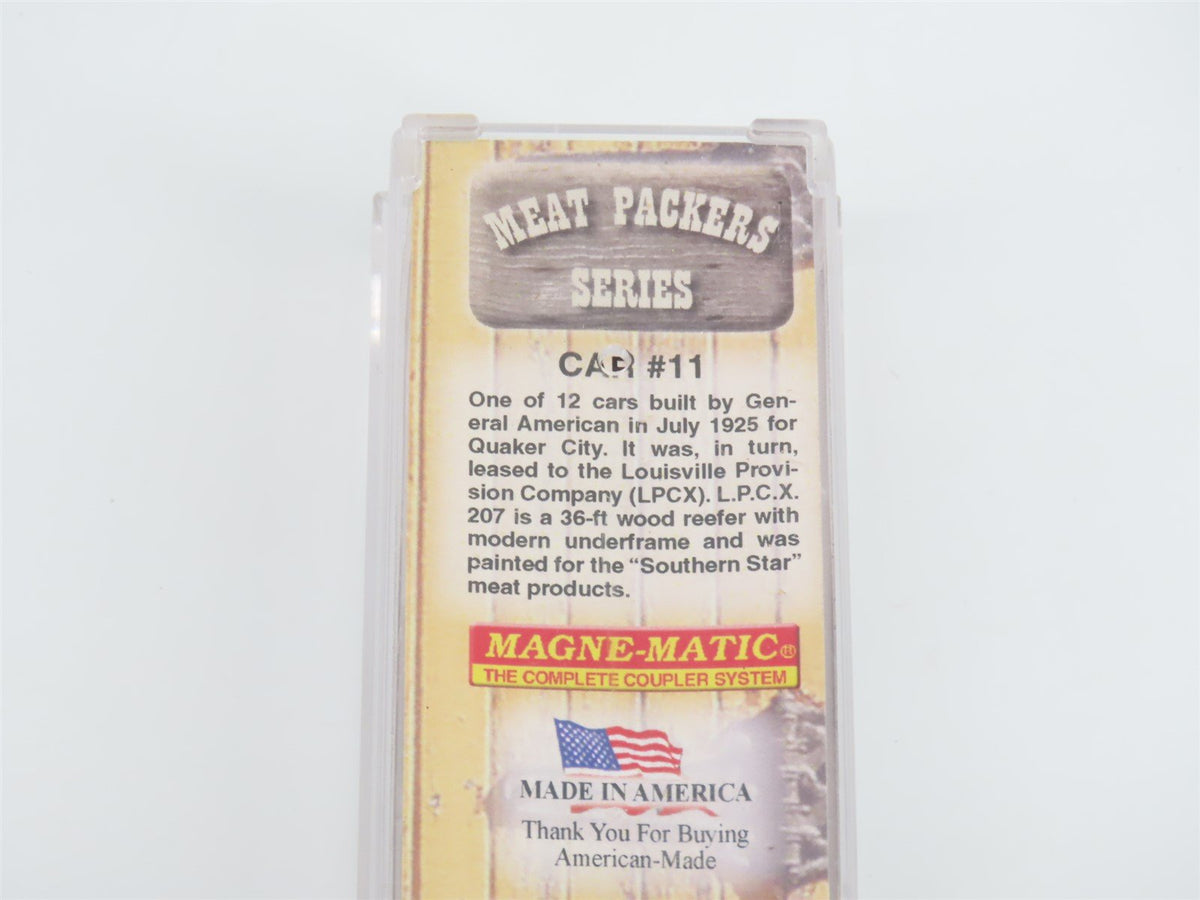 MEAT PACKERS
SERIES
CAR #11
One of 12 cars built by Gen-
eral American in July 1925 for
Quaker City. It was, in turn,
leased to the Louisville Provi-
sion Company (LPCX). L.P.C.X.
207 is a 36-ft wood reefer with
modern underframe and was
painted for the “Southern Star”
meat products.
MAGNE-MATIC®
THE COMPLETE COUPLER SYSTEM
MADE IN AMERICA
Thank You For Buying
American-Made